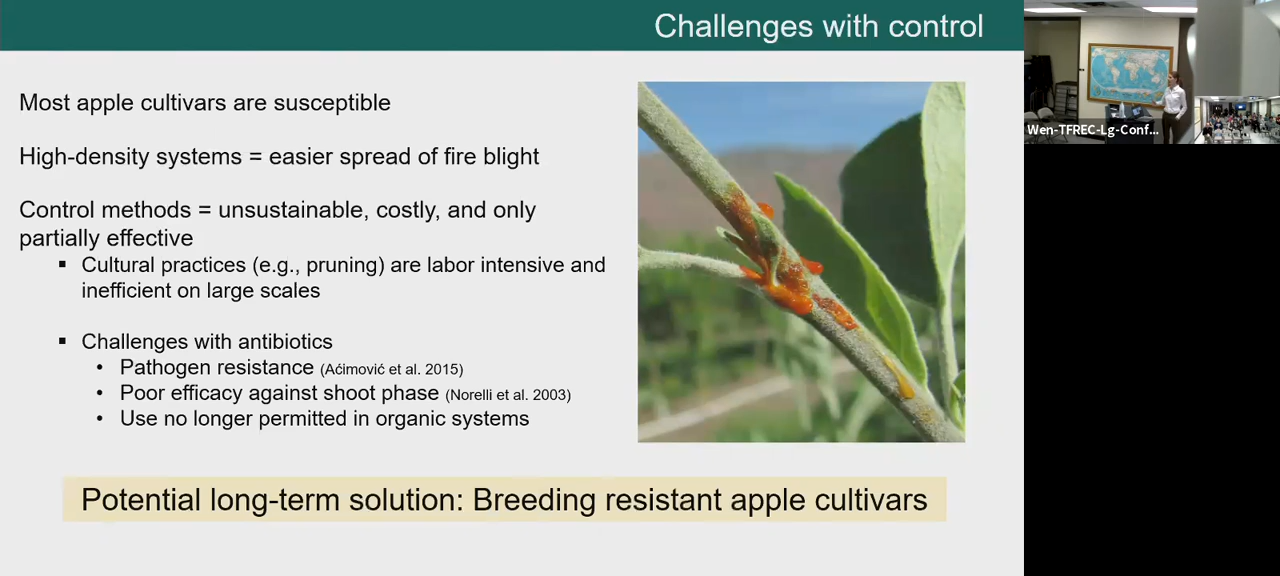 Challenges with control
Most apple cultivars are susceptible
High-density systems = easier spread of fire blight
Control methods = unsustainable, costly, and only
partially effective
▪ Cultural practices (e.g., pruning) are labor intensive and
inefficient on large scales
▪ Challenges with antibiotics
• Pathogen resistance (Aćimović et al. 2015)
• Poor efficacy against shoot phase (Norelli et al. 2003)
• Use no longer permitted in organic systems
Potential long-term solution: Breeding resistant apple cultivars
Wen-TFREC-Lg-Conf...